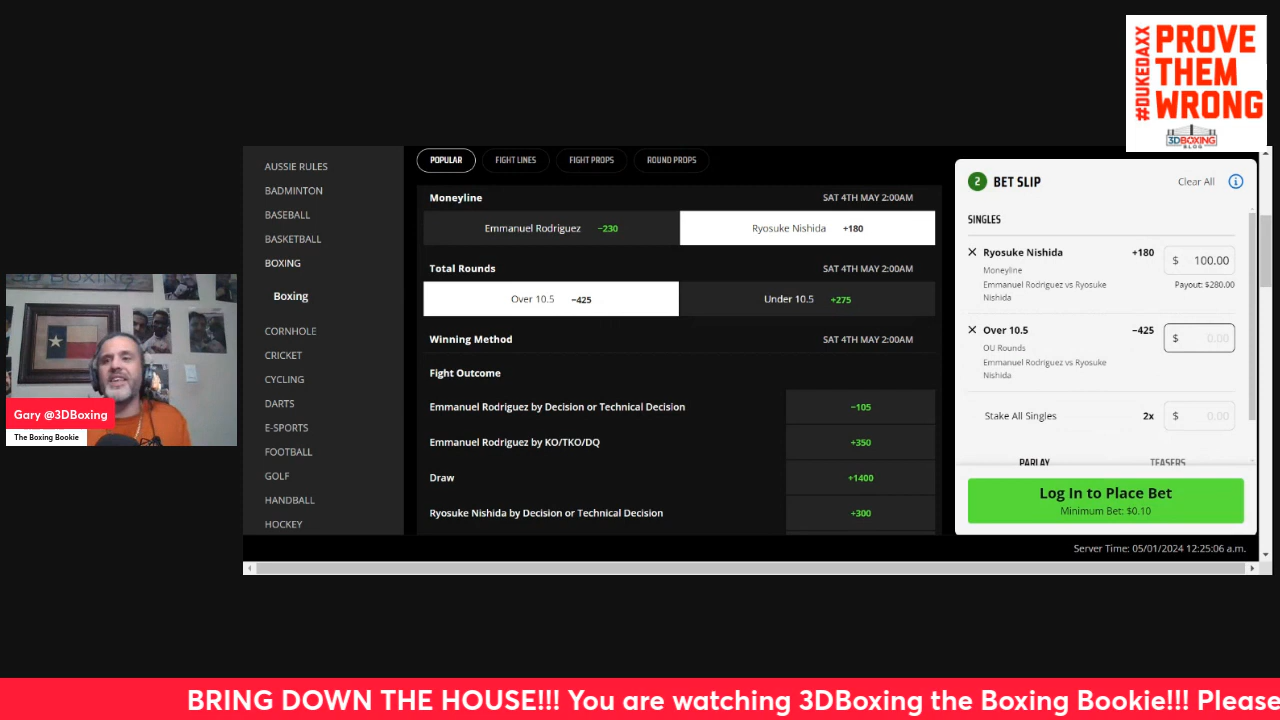 #DUKEDAXX
PROVE
THEM
WRONG
3DBOXING
BLOG
AUSSIE RULES
BADMINTON
BASEBALL
BASKETBALL
BOXING
Boxing
CORNHOLE
CRICKET
CYCLING
DARTS
E-SPORTS
FOOTBALL
GOLF
HANDBALL
HOCKEY
POPULAR FIGHT LINES FIGHT PROPS ROUND PROPS
Moneyline SAT 4TH MAY 2:00AM
Emmanuel Rodriguez −230 Ryosuke Nishida +180
Total Rounds SAT 4TH MAY 2:00AM
Over 10.5 −425 Under 10.5 +275
Winning Method SAT 4TH MAY 2:00AM
Fight Outcome
Emmanuel Rodriguez by Decision or Technical Decision −105
Emmanuel Rodriguez by KO/TKO/DQ +350
Draw +1400
Ryosuke Nishida by Decision or Technical Decision +300
2 BET SLIP Clear All
SINGLES
Ryosuke Nishida +180 $ 100.00
Moneyline
Emmanuel Rodriguez vs Ryosuke Payout: $280.00
Nishida
Over 10.5 −425 $ 0.00
OU Rounds
Emmanuel Rodriguez vs Ryosuke
Nishida
Stake All Singles 2x $ 0.00
PARLAY TEASERS
Log In to Place Bet
Minimum Bet: $0.10
Server Time: 05/01/2024 12:25:06 a.m.
3D BOXING
Gary @3DBoxing
The Boxing Bookie
BRING DOWN THE HOUSE!!! You are watching 3DBoxing the Boxing Bookie!!! Please